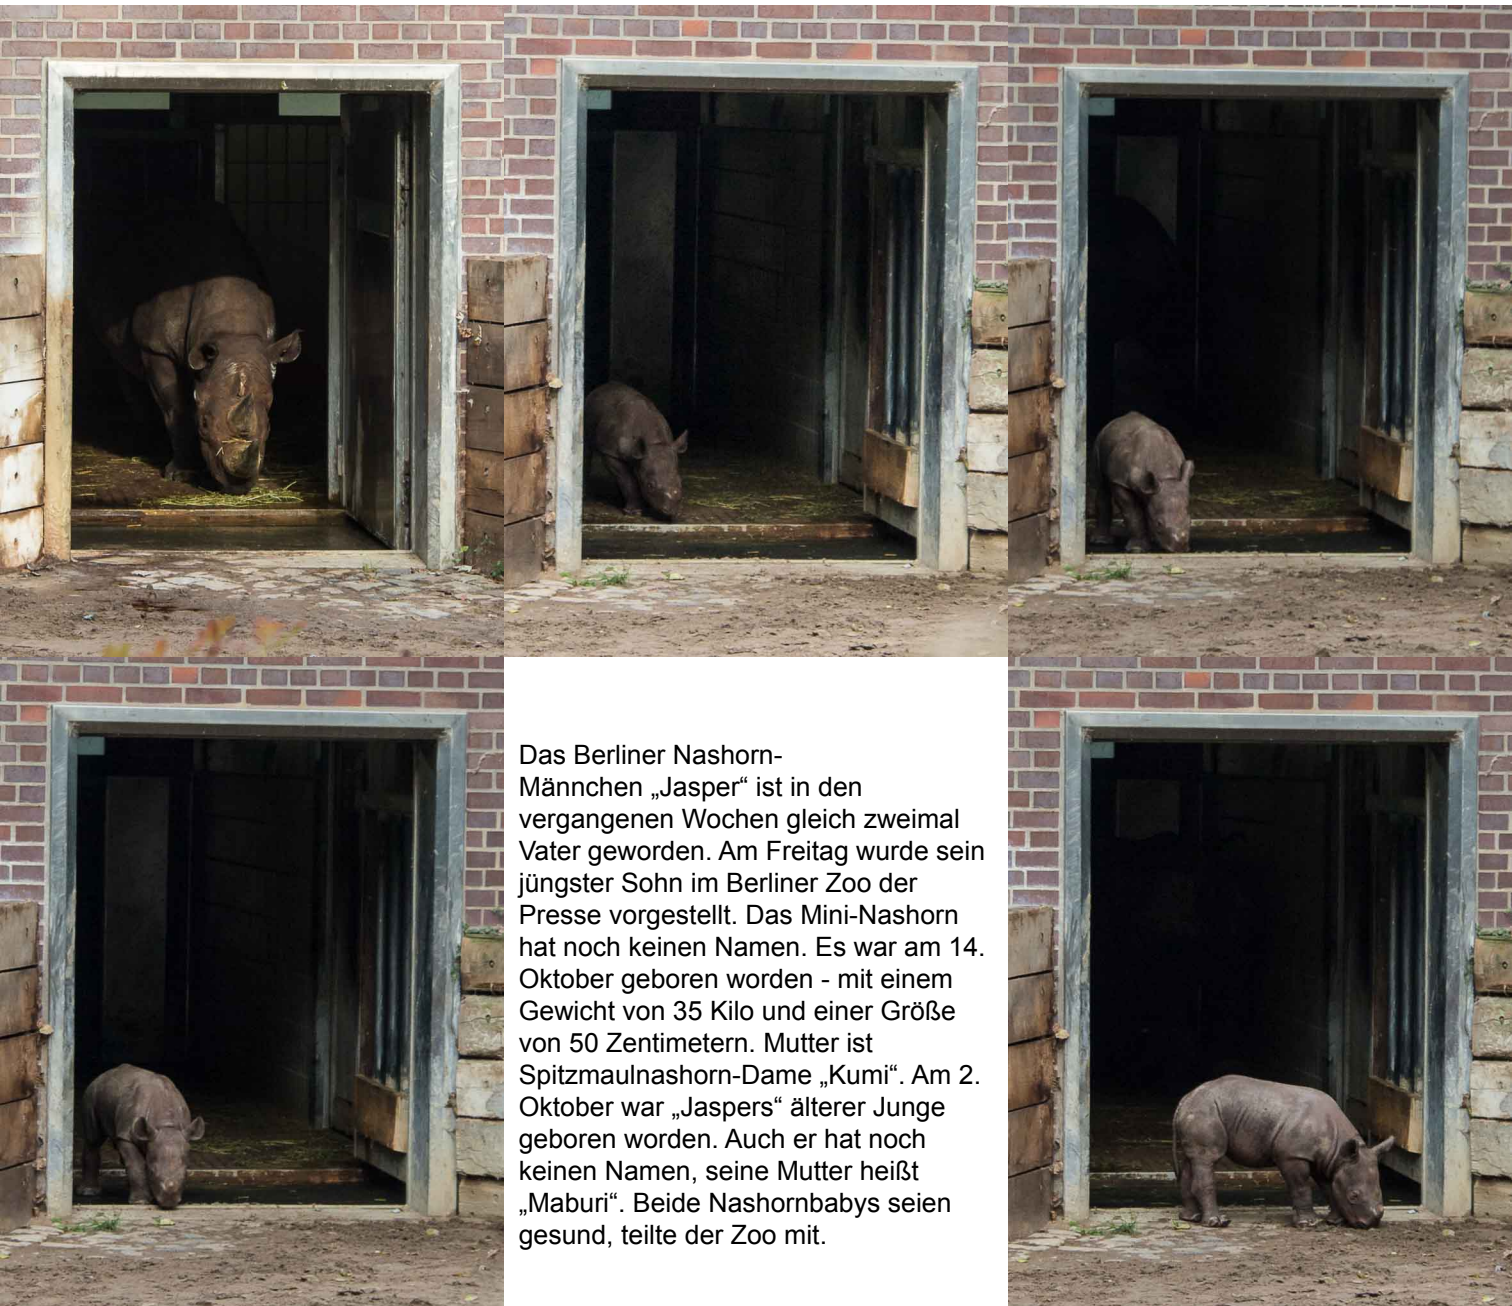 Das Berliner Nashorn-
Männchen „Jasper“ ist in den
vergangenen Wochen gleich zweimal
Vater geworden. Am Freitag wurde sein
jüngster Sohn im Berliner Zoo der
Presse vorgestellt. Das Mini-Nashorn
hat noch keinen Namen. Es war am 14.
Oktober geboren worden - mit einem
Gewicht von 35 Kilo und einer Größe
von 50 Zentimetern. Mutter ist
Spitzmaulnashorn-Dame „Kumi“. Am 2.
Oktober war „Jaspers“ älterer Junge
geboren worden. Auch er hat noch
keinen Namen, seine Mutter heißt
„Maburi“. Beide Nashornbabys seien
gesund, teilte der Zoo mit.